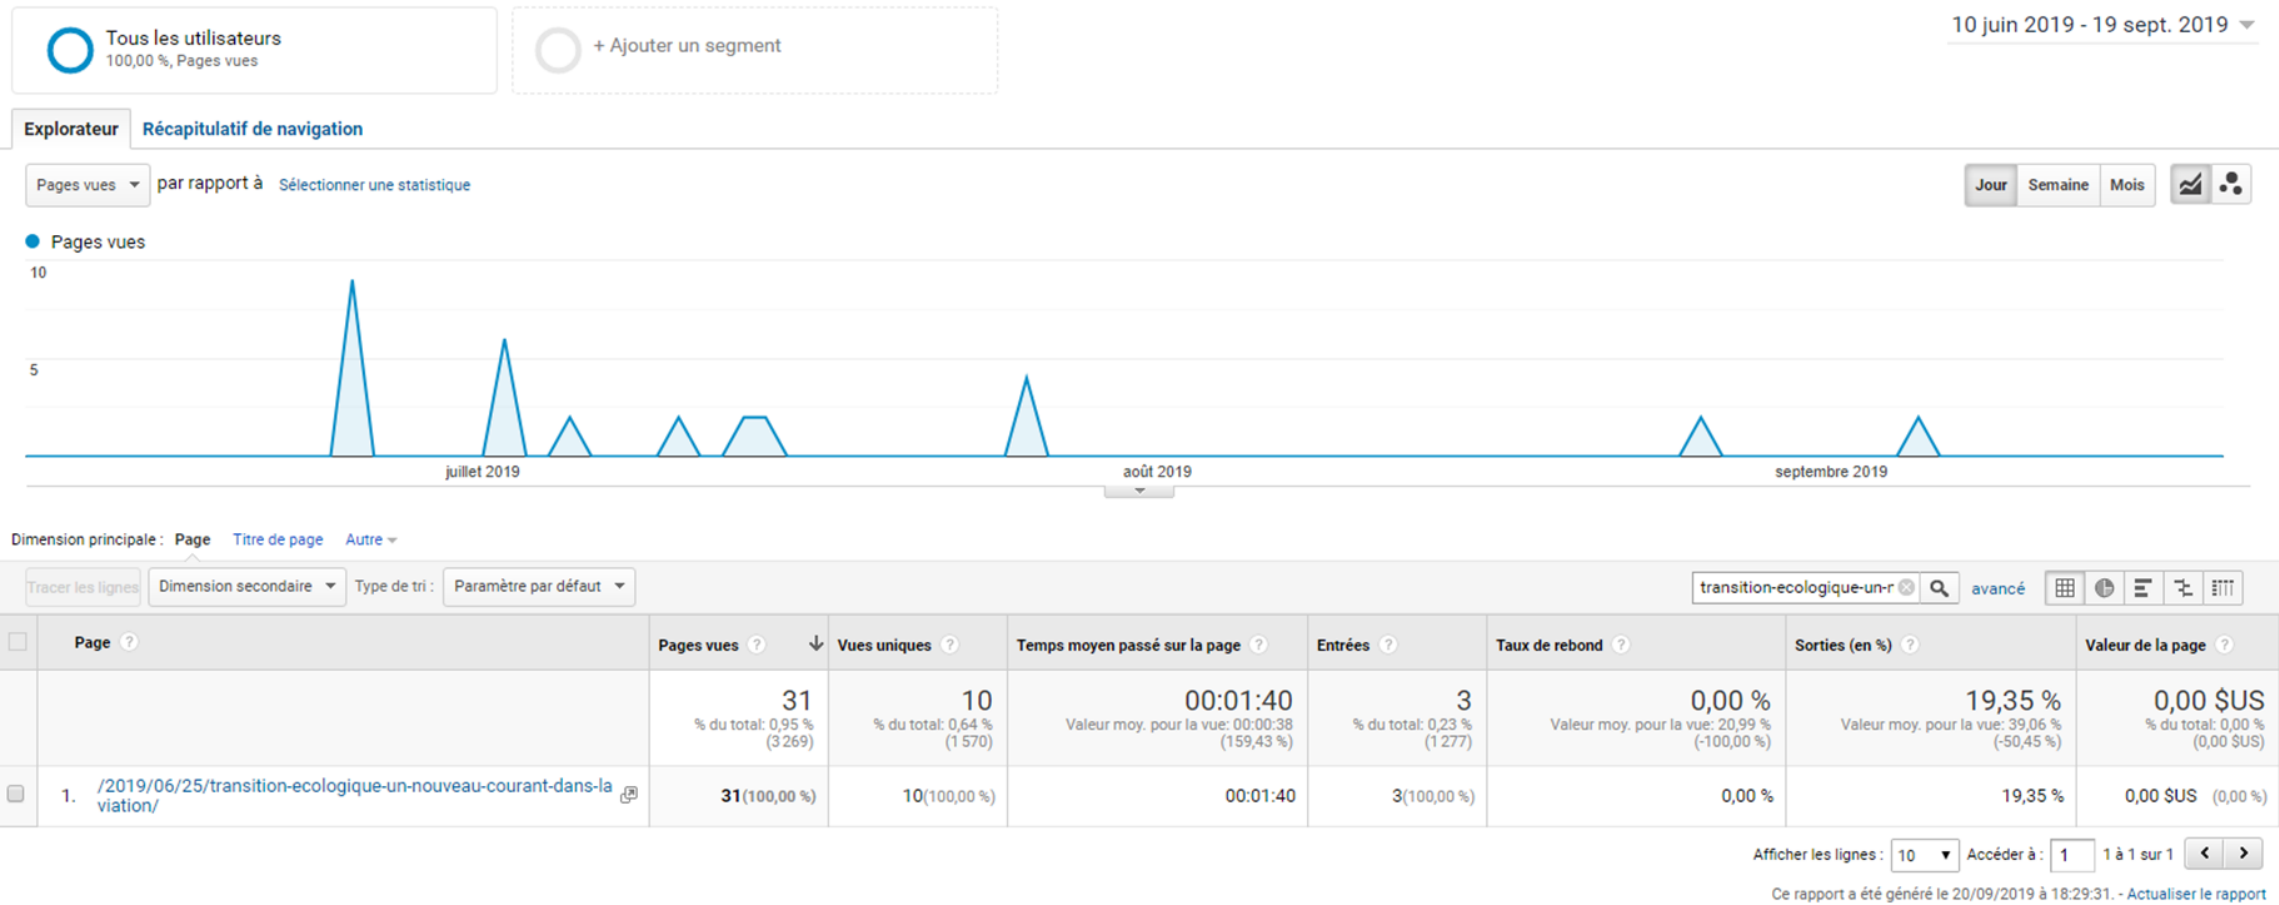 Tous les utilisateurs
100,00 %, Pages vues
+ Ajouter un segment
10 juin 2019 - 19 sept. 2019
Explorateur
Récapitulatif de navigation
Pages vues
par rapport à
Sélectionner une statistique
Jour
Semaine
Mois
Pages vues
10
5
juillet 2019
août 2019
septembre 2019
Dimension principale :
Page
Titre de page
Autre
Tracer les lignes
Dimension secondaire
Type de tri :
Paramètre par défaut
transition-ecologique-un-r
avancé
Page ?
Pages vues ?
Vues uniques ?
Temps moyen passé sur la page ?
Entrées ?
Taux de rebond ?
Sorties (en %) ?
Valeur de la page ?
31
% du total: 0,95 %
(3 269)
10
% du total: 0,64 %
(1 570)
00:01:40
Valeur moy. pour la vue: 00:00:38
(159,43 %)
3
% du total: 0,23 %
(1 277)
0,00 %
Valeur moy. pour la vue: 20,99 %
(-100,00 %)
19,35 %
Valeur moy. pour la vue: 39,06 %
(-50,45 %)
0,00 $US
% du total: 0,00 %
(0,00 $US)
1.
/2019/06/25/transition-ecologique-un-nouveau-courant-dans-la
viation/
31(100,00 %)
10(100,00 %)
00:01:40
3(100,00 %)
0,00 %
19,35 %
0,00 $US (0,00 %)
Afficher les lignes : 10
Accéder à : 1
1 à 1 sur 1
Ce rapport a été généré le 20/09/2019 à 18:29:31. - Actualiser le rapport